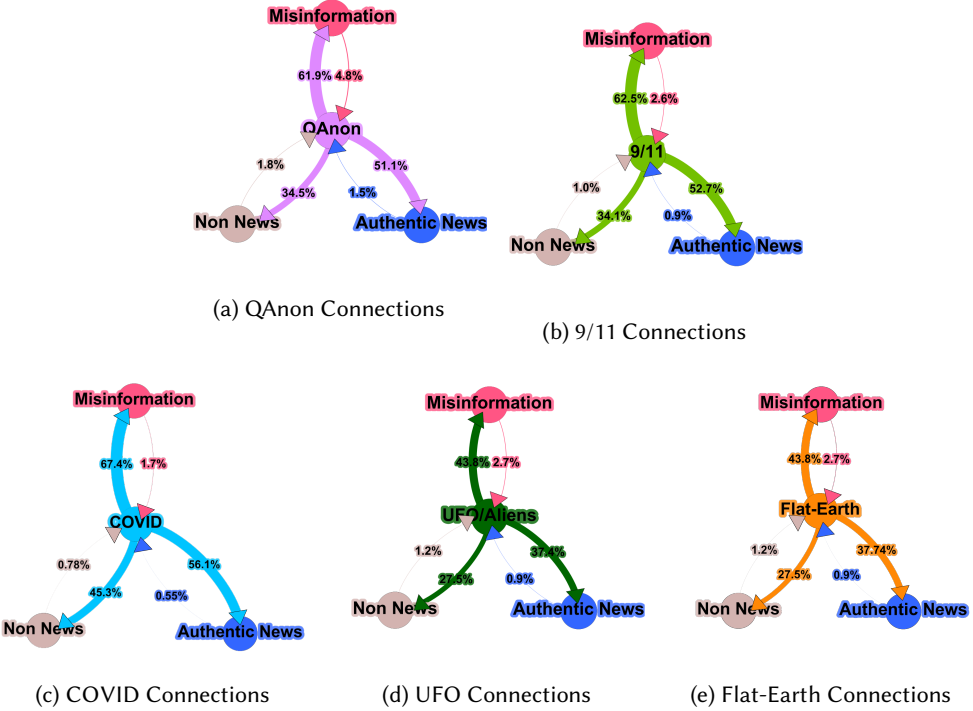 Misinformation
61.9% 4.8%
QAnon
1.8% 51.1%
34.5% 1.5%
Non News Authentic News
(a) QAnon Connections
Misinformation
62.5% 2.6%
9/11
1.0% 52.7%
34.1% 0.9%
Non News Authentic News
(b) 9/11 Connections
Misinformation
67.4% 1.7%
COVID
0.78% 56.1%
45.3% 0.55%
Non News Authentic News
(c) COVID Connections
Misinformation
43.8% 2.7%
UFO/Aliens
1.2% 37.4%
27.5% 0.9%
Non News Authentic News
(d) UFO Connections
Misinformation
43.8% 2.7%
Flat-Earth
1.2% 37.74%
27.5% 0.9%
Non News Authentic News
(e) Flat-Earth Connections